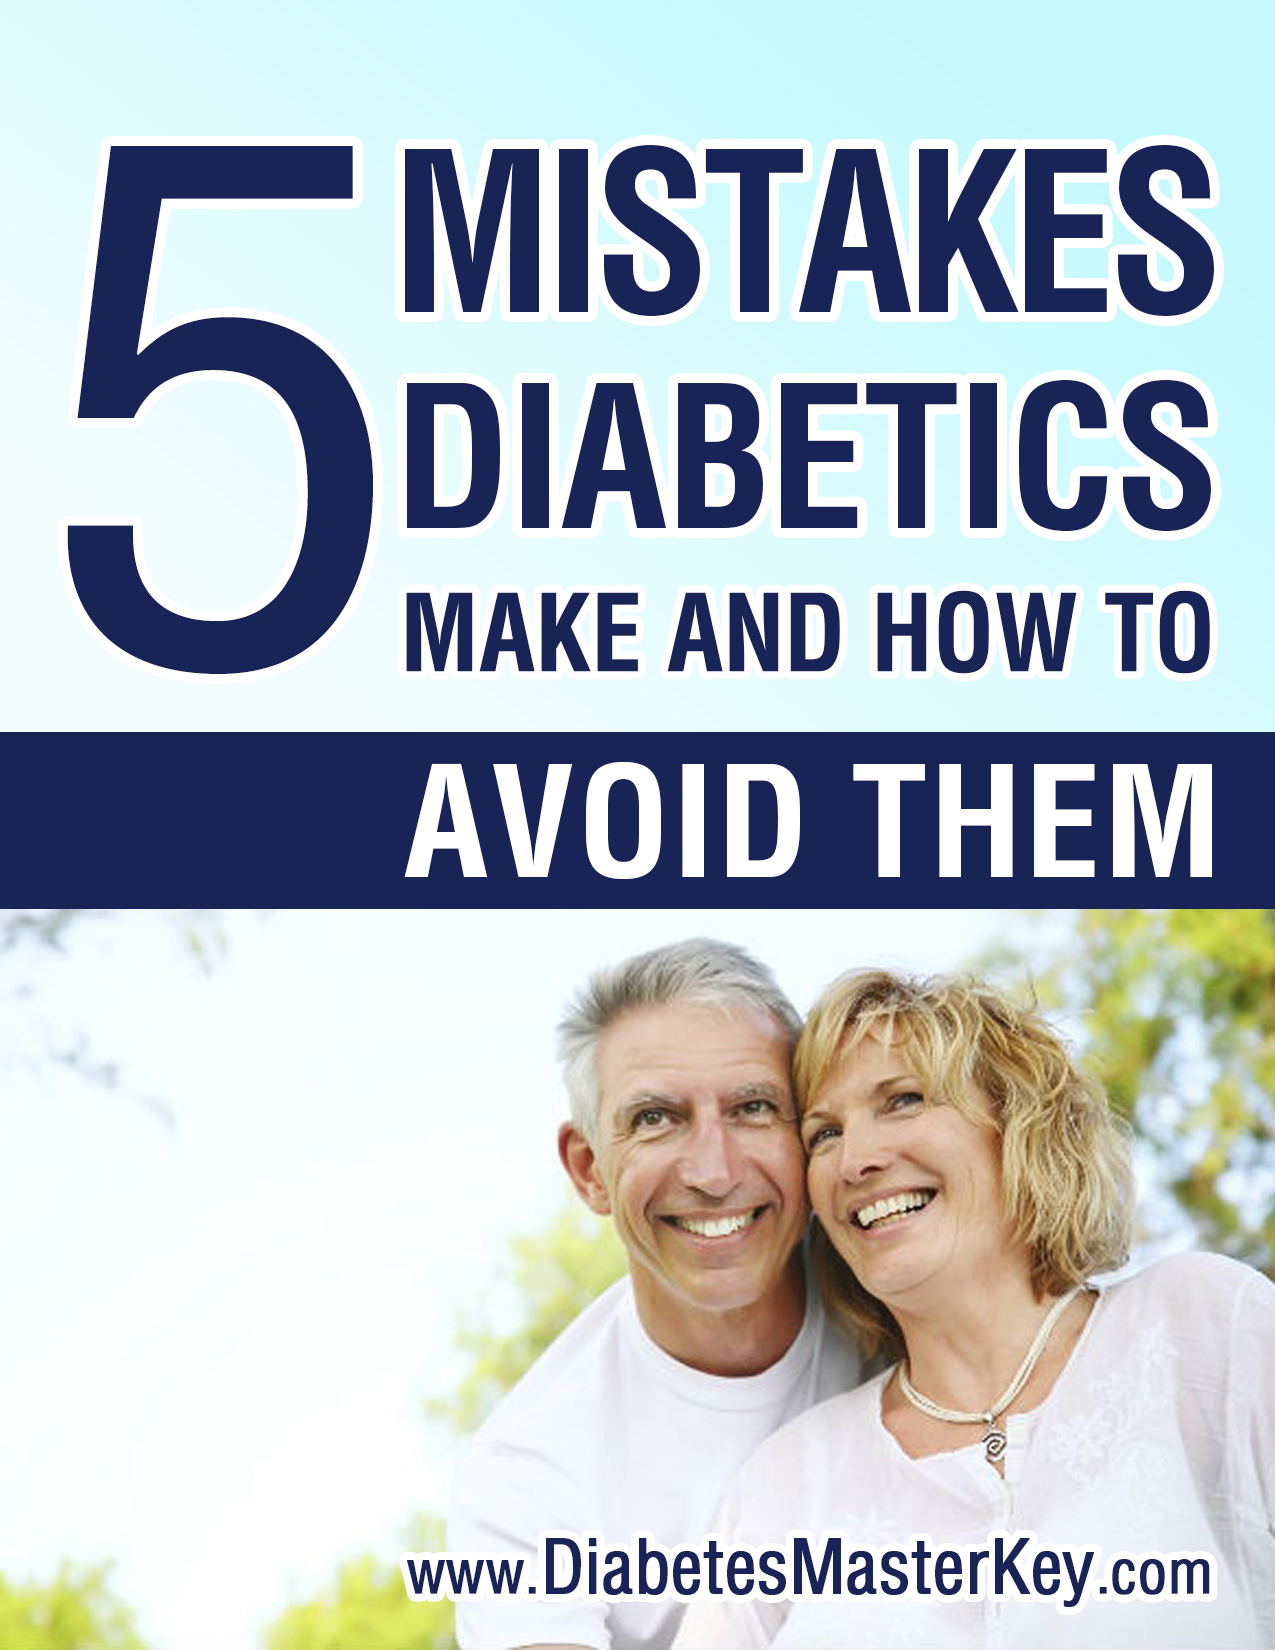 5 MISTAKES
DIABETICS
MAKE AND HOW TO
AVOID THEM
www.DiabetesMasterKey.com